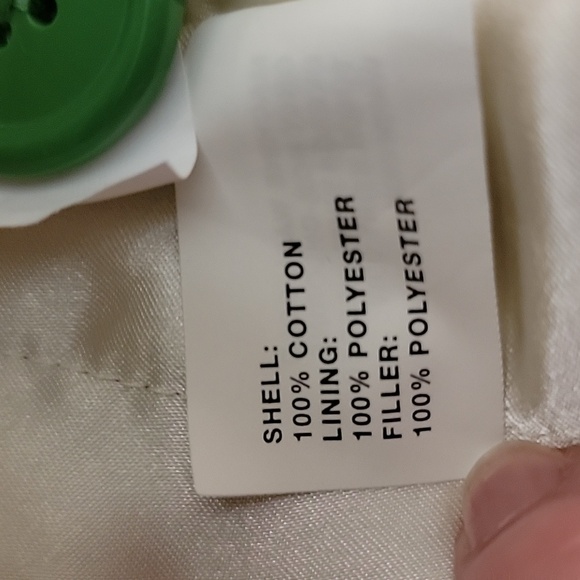 SHELL:
100% COTTON
LINING:
100% POLYESTER
FILLER:
100% POLYESTER